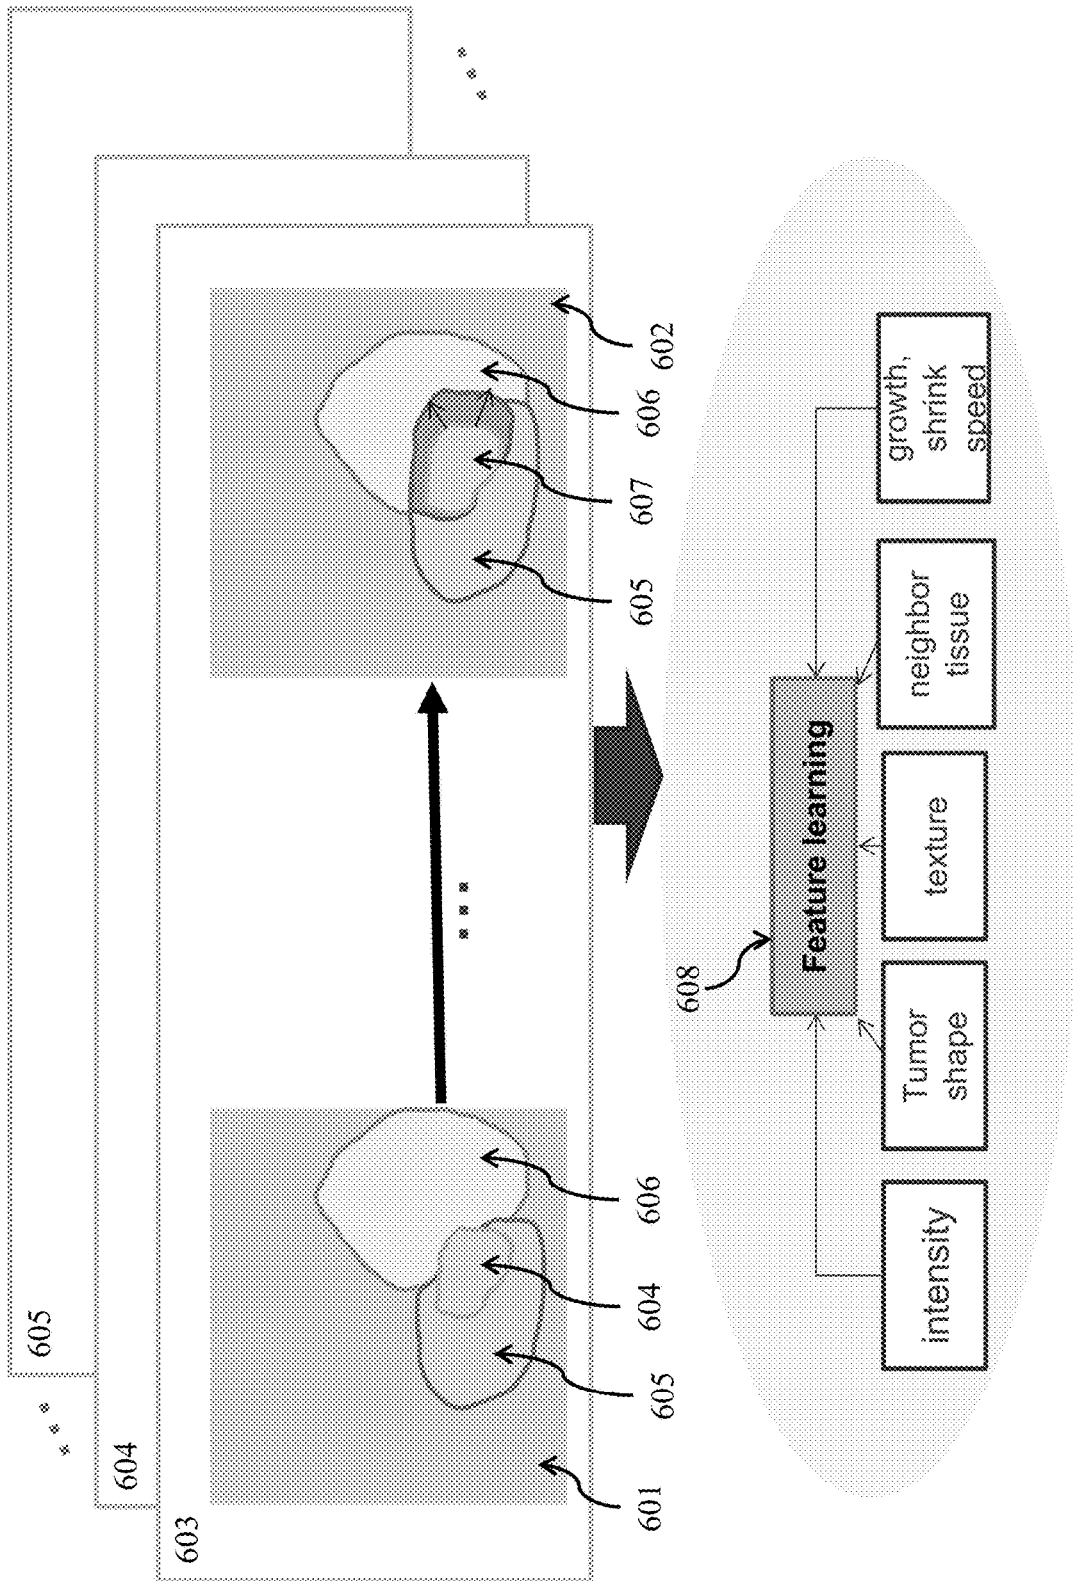 605
604
603
601
605
604
606
605
607
606
602
608
Feature learning
intensity
Tumor
shape
texture
neighbor
tissue
growth,
shrink
speed